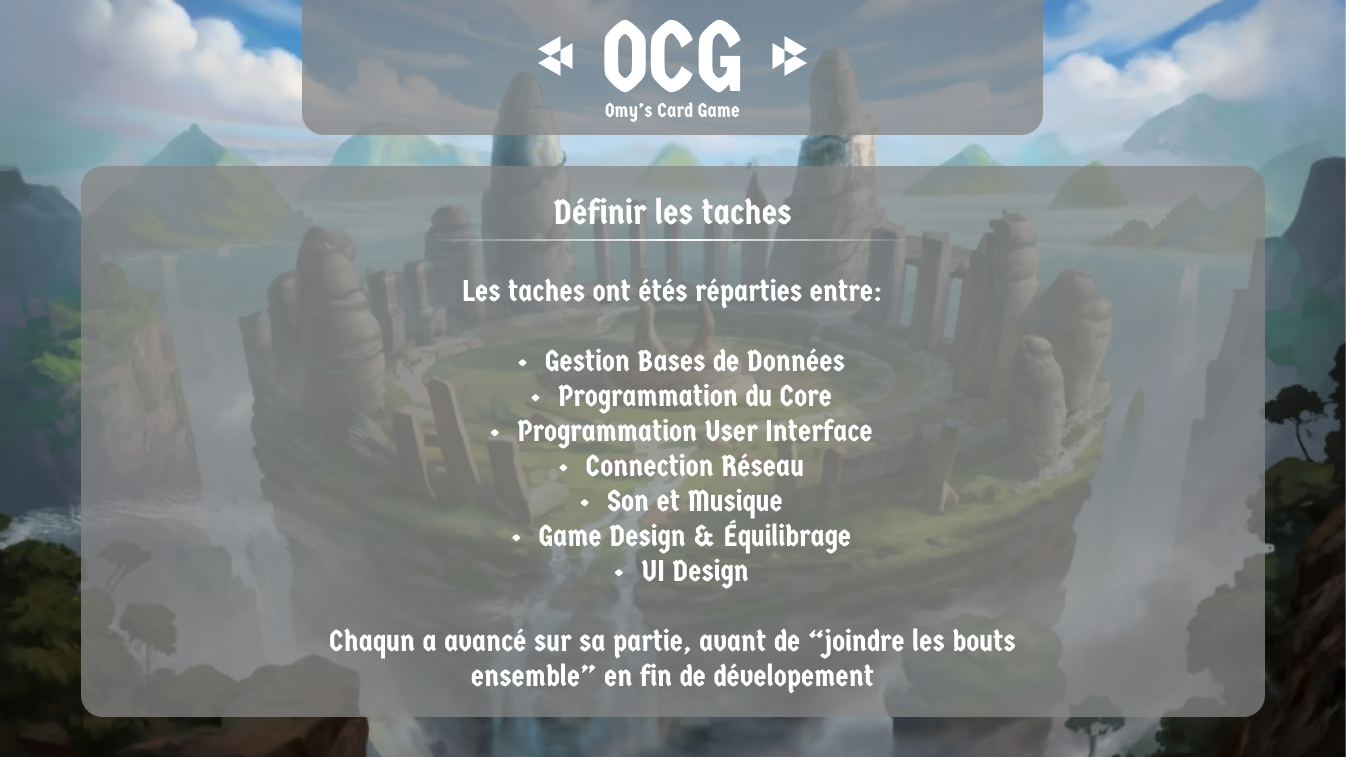 OCG
Omy's Card Game
Définir les taches
Les taches ont étés réparties entre:
• Gestion Bases de Données
• Programmation du Core
• Programmation User Interface
• Connection Réseau
• Son et Musique
• Game Design & Équilibrage
• UI Design
Chaqun a avancé sur sa partie, avant de “joindre les bouts
ensemble” en fin de dévelopement